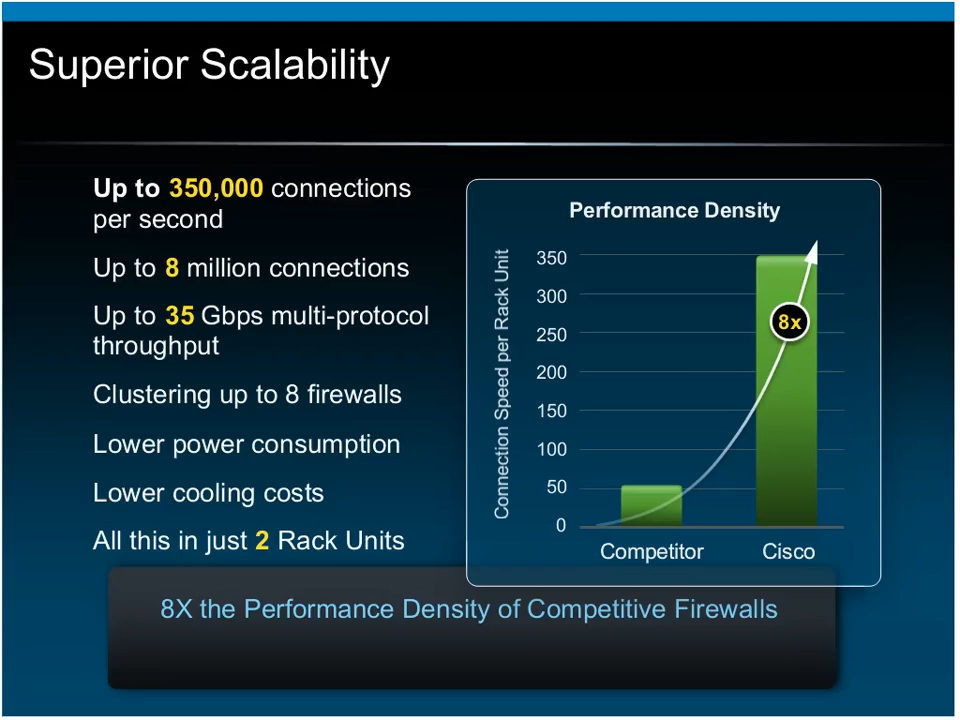 Superior Scalability
Up to 350,000 connections
per second
Up to 8 million connections
Up to 35 Gbps multi-protocol
throughput
Clustering up to 8 firewalls
Lower power consumption
Lower cooling costs
All this in just 2 Rack Units
Performance Density
Connection Speed per Rack Unit
350
300
250
200
150
100
50
0
8x
Competitor
Cisco
8X the Performance Density of Competitive Firewalls